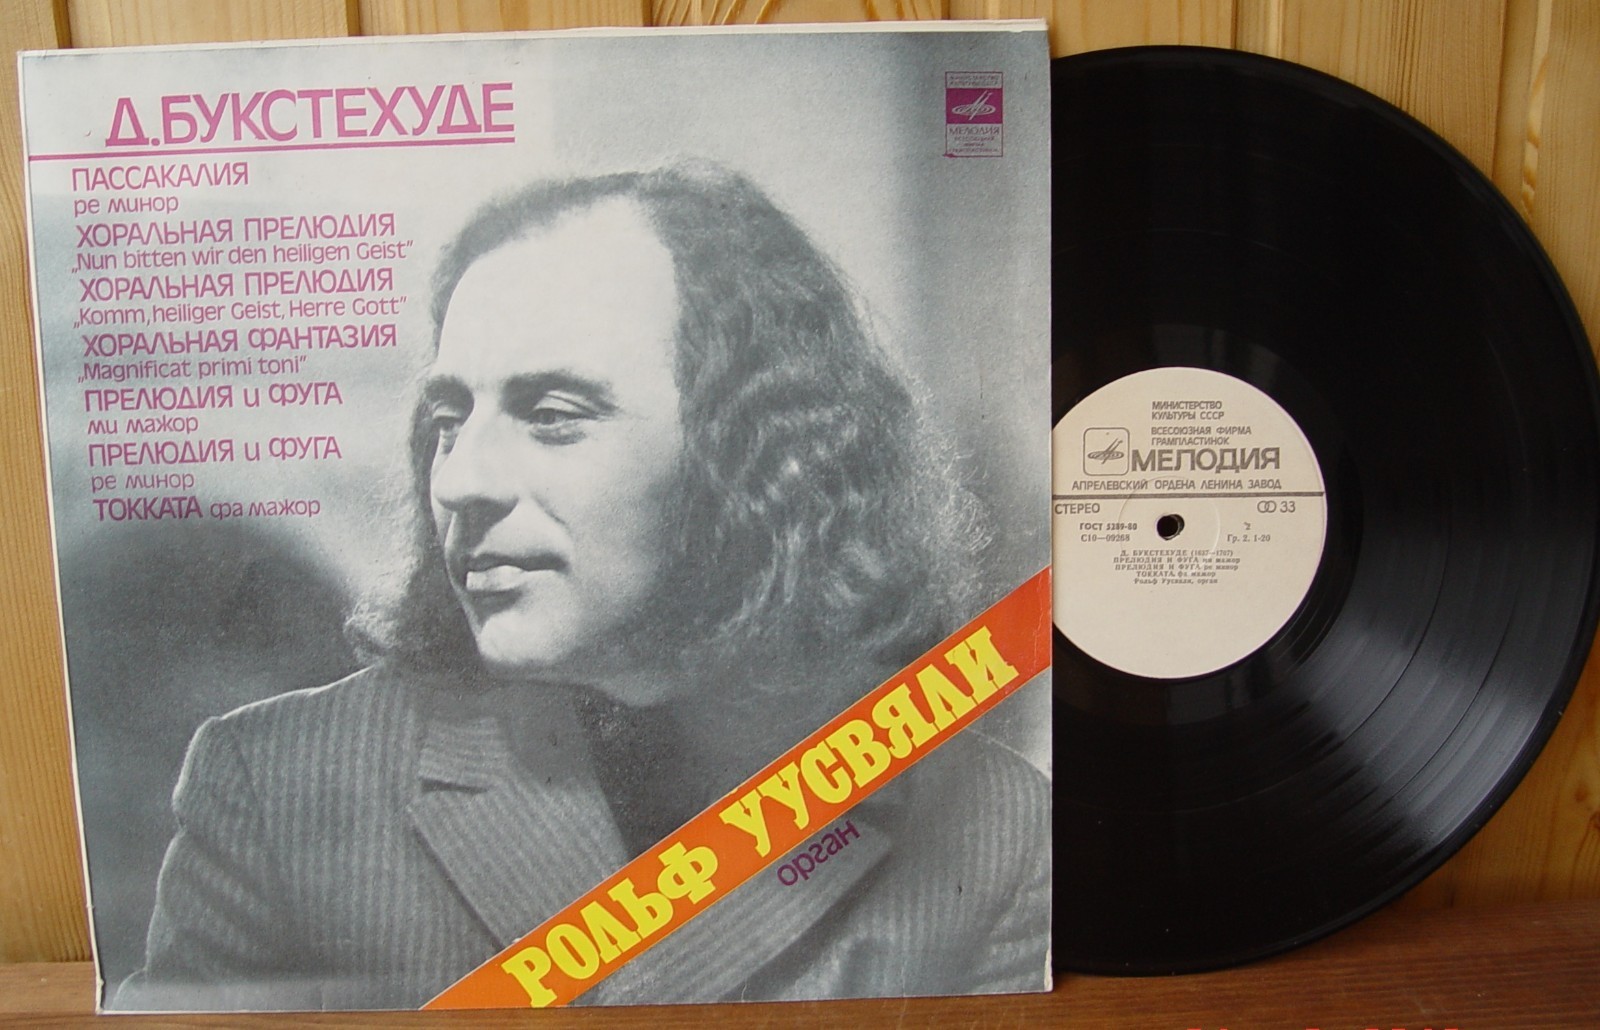 Д.БУКСТЕХУДЕ
ПАССАКАЛИЯ
ре минор
ХОРАЛЬНАЯ ПРЕЛЮДИЯ
„Nun bitten wir den heiligen Geist"
ХОРАЛЬНАЯ ПРЕЛЮДИЯ
„Komm, heiliger Geist, Herre Gott"
ХОРАЛЬНАЯ ФАНТАЗИЯ
„Magnificat primi toni"
ПРЕЛЮДИЯ и ФУГА
ми мажор
ПРЕЛЮДИЯ и ФУГА
ре минор
ТОККАТА фа мажор
МЕЛОДИЯ
РОЛЬФ УУСВЯЛИ
орган
МИНИСТЕРСТВО
КУЛЬТУРЫ СССР
ВСЕСОЮЗНАЯ ФИРМА
ГРАМПЛАСТИНОК
МЕЛОДИЯ
АПРЕЛЕВСКИЙ ОРДЕНА ЛЕНИНА ЗАВОД
СТЕРЕО 33
ГОСТ 5289-80 2
С10—09268 Гр. 2. 1-20
Д. БУКСТЕХУДЕ (1637—1707)
ПРЕЛЮДИЯ И ФУГА ми мажор
ПРЕЛЮДИЯ И ФУГА ре минор
ТОККАТА фа мажор
Рольф Уусвяли, орган